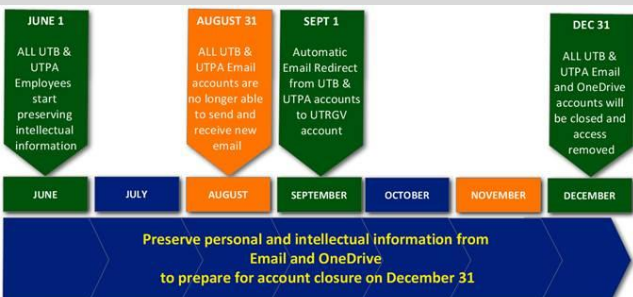 JUNE 1
ALL UTB &
UTPA
Employees
start
preserving
intellectual
information
AUGUST 31
ALL UTB &
UTPA Email
accounts are
no longer able
to send and
receive new
email
SEPT 1
Automatic
Email Redirect
from UTB &
UTPA accounts
to UTRGV
account
DEC 31
ALL UTB &
UTPA Email
and OneDrive
accounts will
be closed and
access
removed
JUNE
JULY
AUGUST
SEPTEMBER
OCTOBER
NOVEMBER
DECEMBER
Preserve personal and intellectual information from
Email and OneDrive
to prepare for account closure on December 31